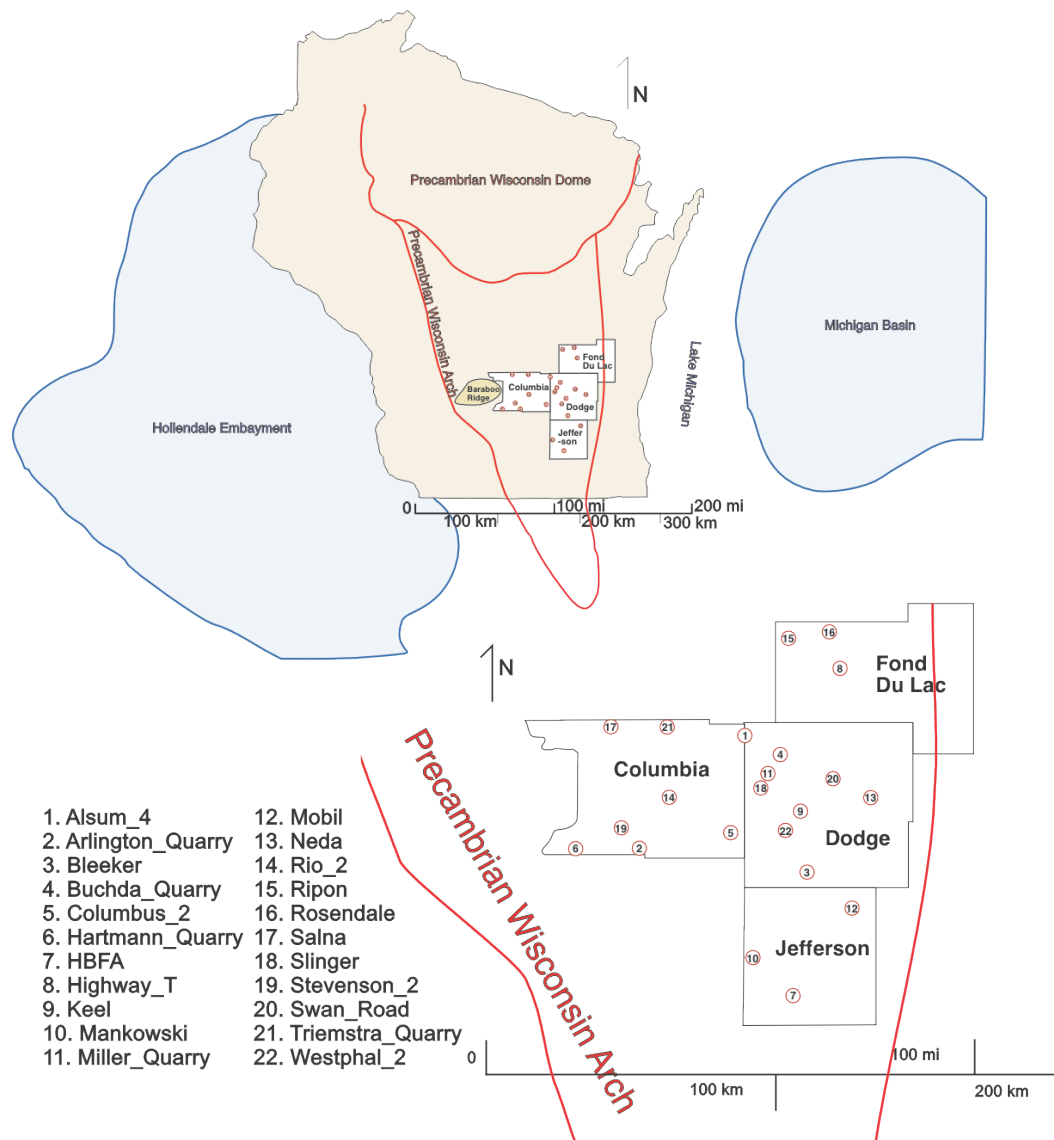 N
Precambrian Wisconsin Dome
Precambrian Wisconsin Arch
Michigan Basin
Lake Michigan
Fond
Du Lac
Baraboo
Ridge
Columbia
Dodge
Jeffer
-son
Hollendale Embayment
0
100 mi
200 mi
100 km
200 km
300 km
N
Precambrian Wisconsin Arch
15
16
8
Fond
Du Lac
17
21
1
4
Columbia
11
20
18
14
13
9
19
5
22
Dodge
6
2
3
12
Jefferson
10
7
1. Alsum_4
2. Arlington_Quarry
3. Bleeker
4. Buchda_Quarry
5. Columbus_2
6. Hartmann_Quarry
7. HBFA
8. Highway_T
9. Keel
10. Mankowski
11. Miller_Quarry
12. Mobil
13. Neda
14. Rio_2
15. Ripon
16. Rosendale
17. Salna
18. Slinger
19. Stevenson_2
20. Swan_Road
21. Triemstra_Quarry
22. Westphal_2
0
100 mi
100 km
200 km